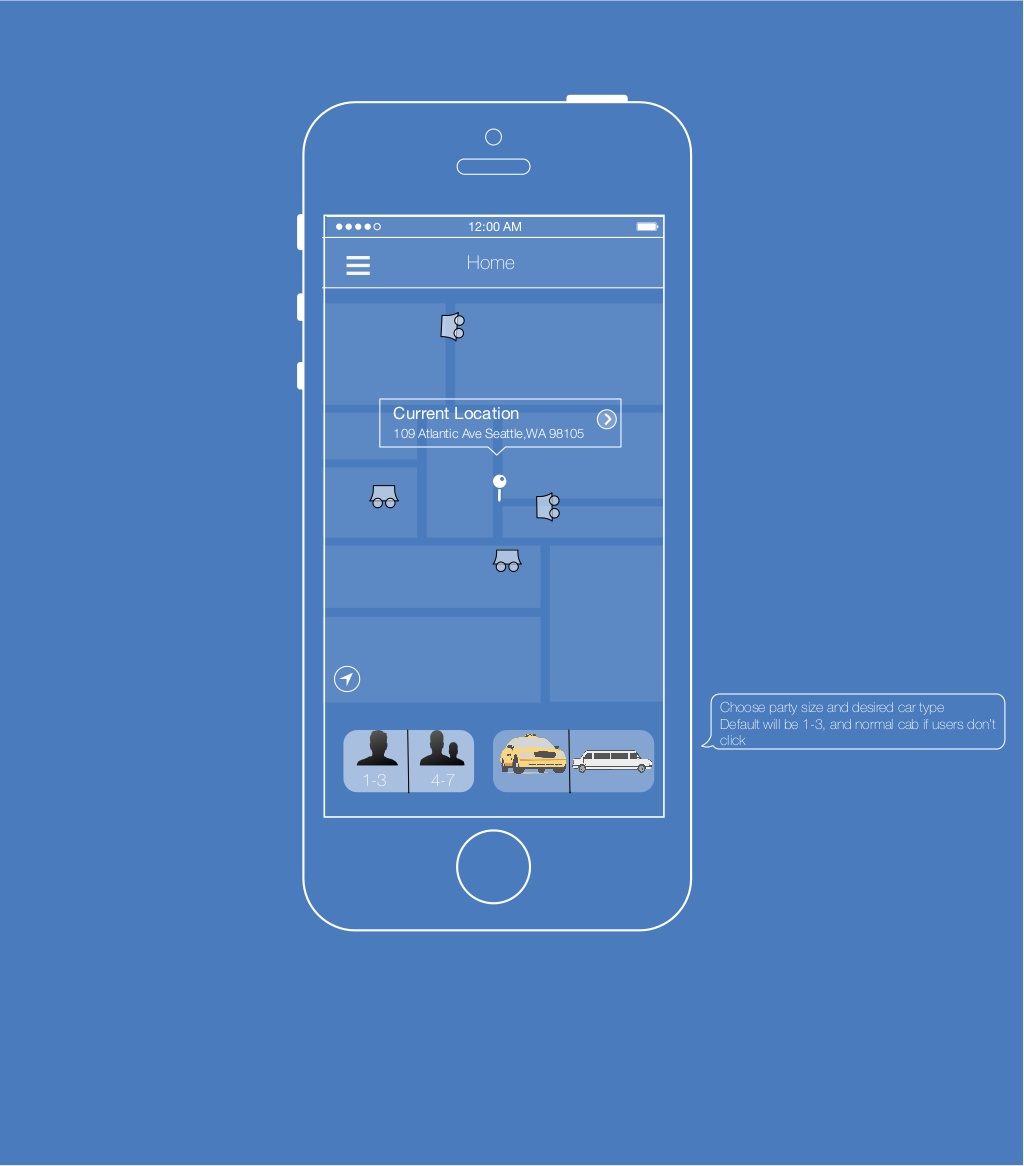 12:00 AM
Home
Current Location
109 Atlantic Ave Seattle,WA 98105
Choose party size and desired car type
Default will be 1-3, and normal cab if users don't
click
1-3
4-7